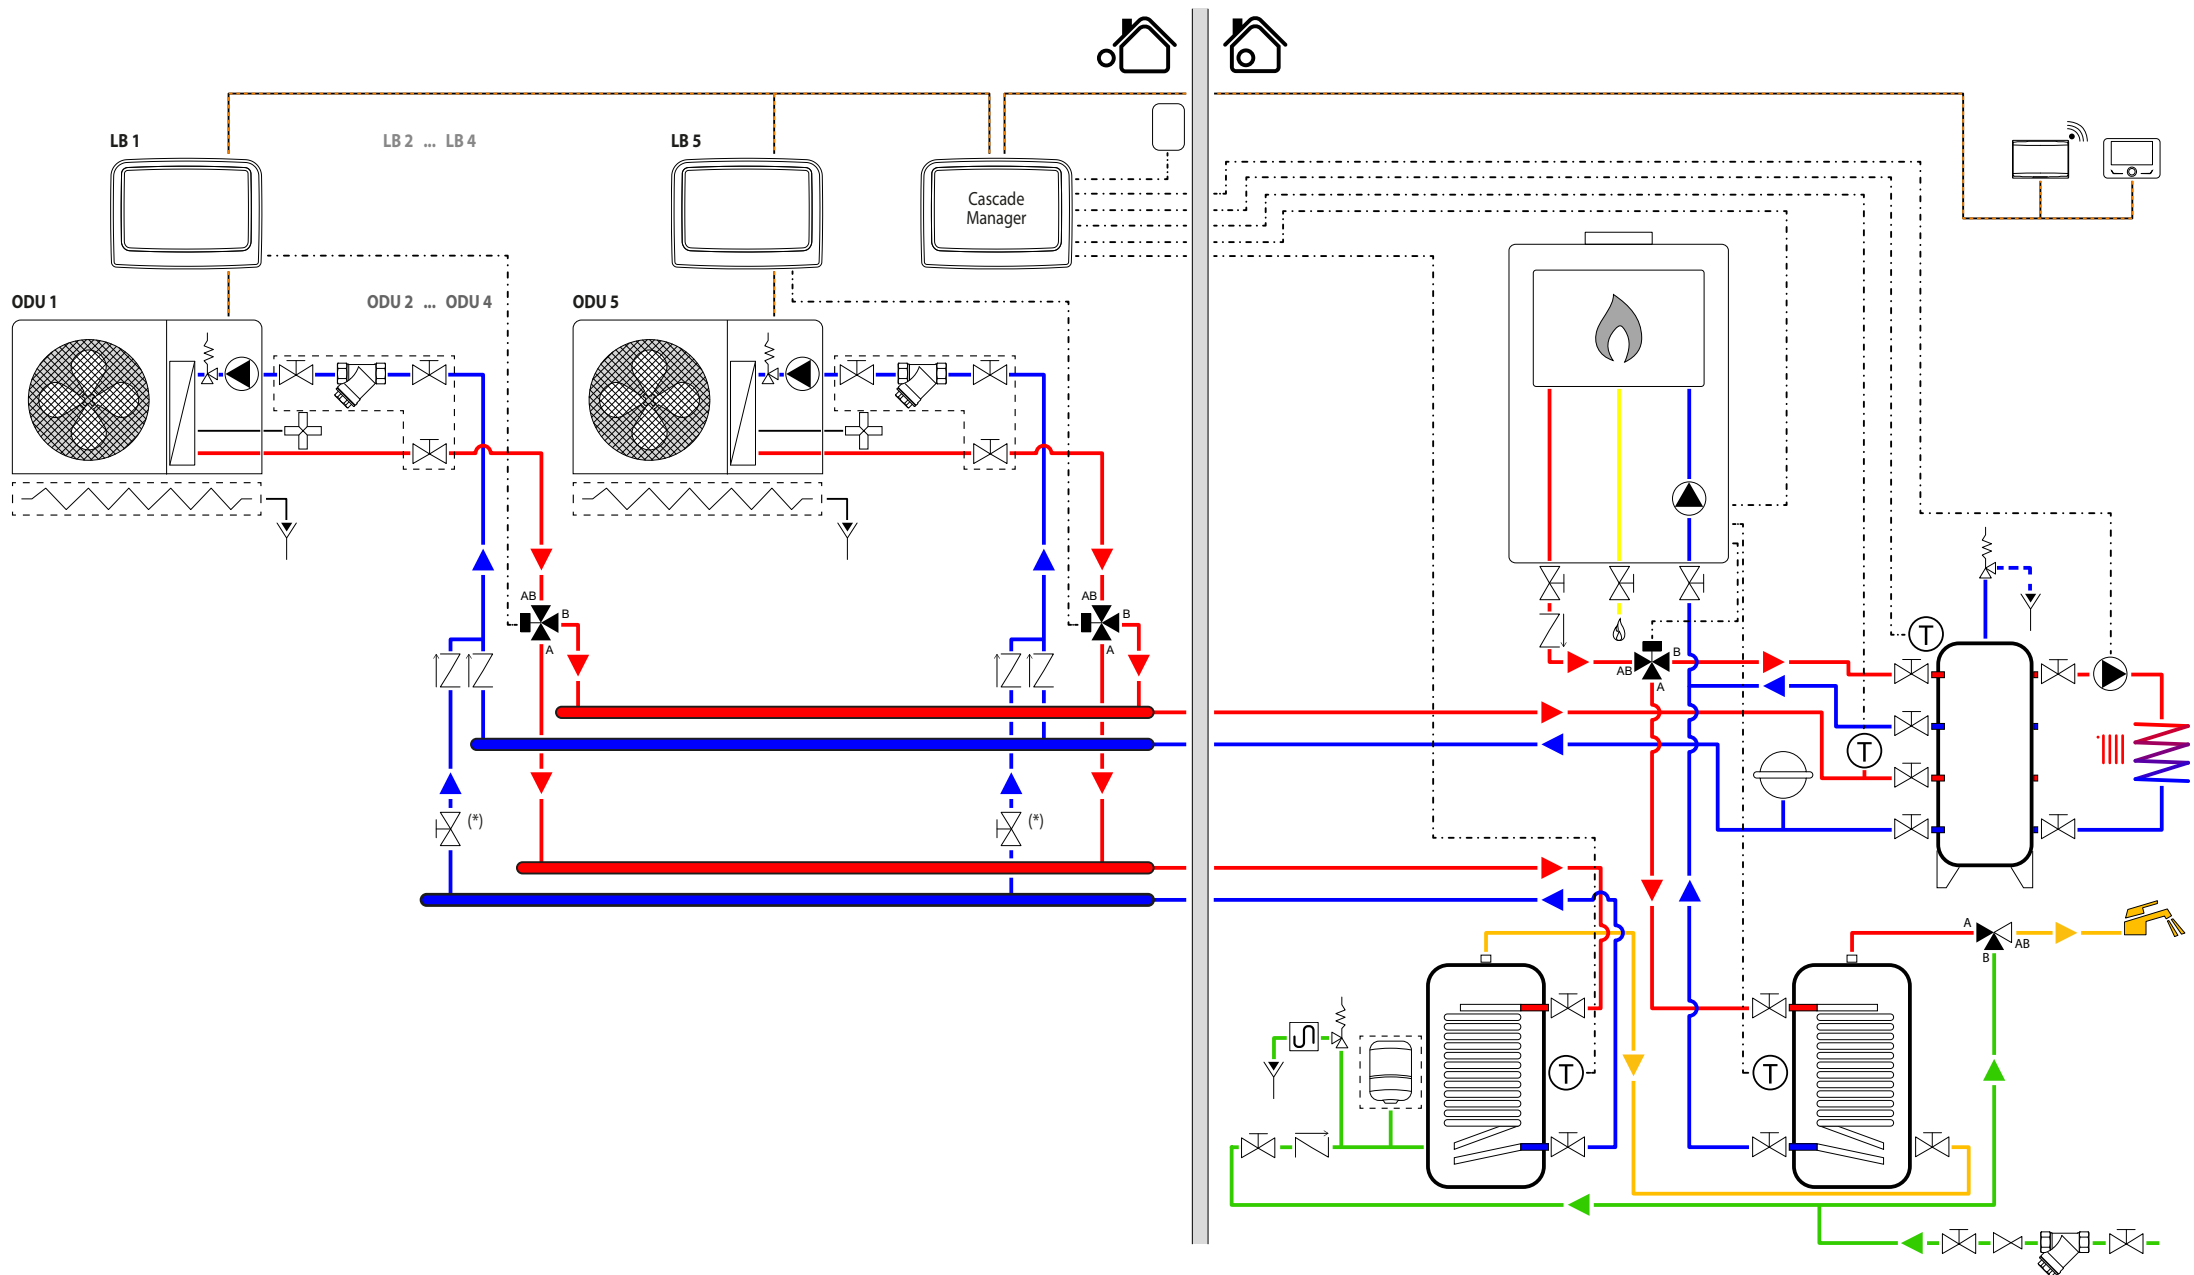 LB 1
LB 2 ... LB 4
LB 5
Cascade
Manager
ODU 1
ODU 2 ... ODU 4
ODU 5
AB
B
A
AB
B
A
B
AB
A
T
T
(*)
(*)
A
AB
B
T
T